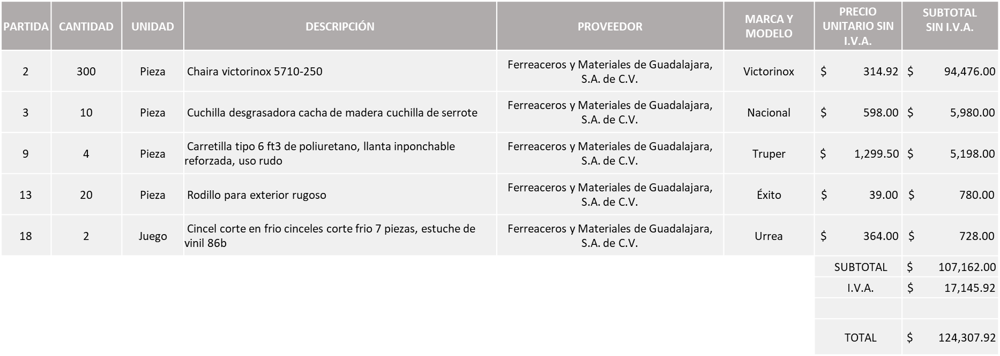 PARTIDA CANTIDAD UNIDAD DESCRIPCIÓN PROVEEDOR MARCA Y MODELO PRECIO UNITARIO SIN I.V.A. SUBTOTAL SIN I.V.A.
2 300 Pieza Chaira victorinox 5710-250 Ferreaceros y Materiales de Guadalajara, S.A. de C.V. Victorinox $ 314.92 $ 94,476.00
3 10 Pieza Cuchilla desgrasadora cacha de madera cuchilla de serrote Ferreaceros y Materiales de Guadalajara, S.A. de C.V. Nacional $ 598.00 $ 5,980.00
9 4 Pieza Carretilla tipo 6 ft3 de poliuretano, llanta inponchable reforzada, uso rudo Ferreaceros y Materiales de Guadalajara, S.A. de C.V. Truper $ 1,299.50 $ 5,198.00
13 20 Pieza Rodillo para exterior rugoso Ferreaceros y Materiales de Guadalajara, S.A. de C.V. Éxito $ 39.00 $ 780.00
18 2 Juego Cincel corte en frio cinceles corte frio 7 piezas, estuche de vinil 86b Ferreaceros y Materiales de Guadalajara, S.A. de C.V. Urrea $ 364.00 $ 728.00
SUBTOTAL $ 107,162.00
I.V.A. $ 17,145.92
TOTAL $ 124,307.92